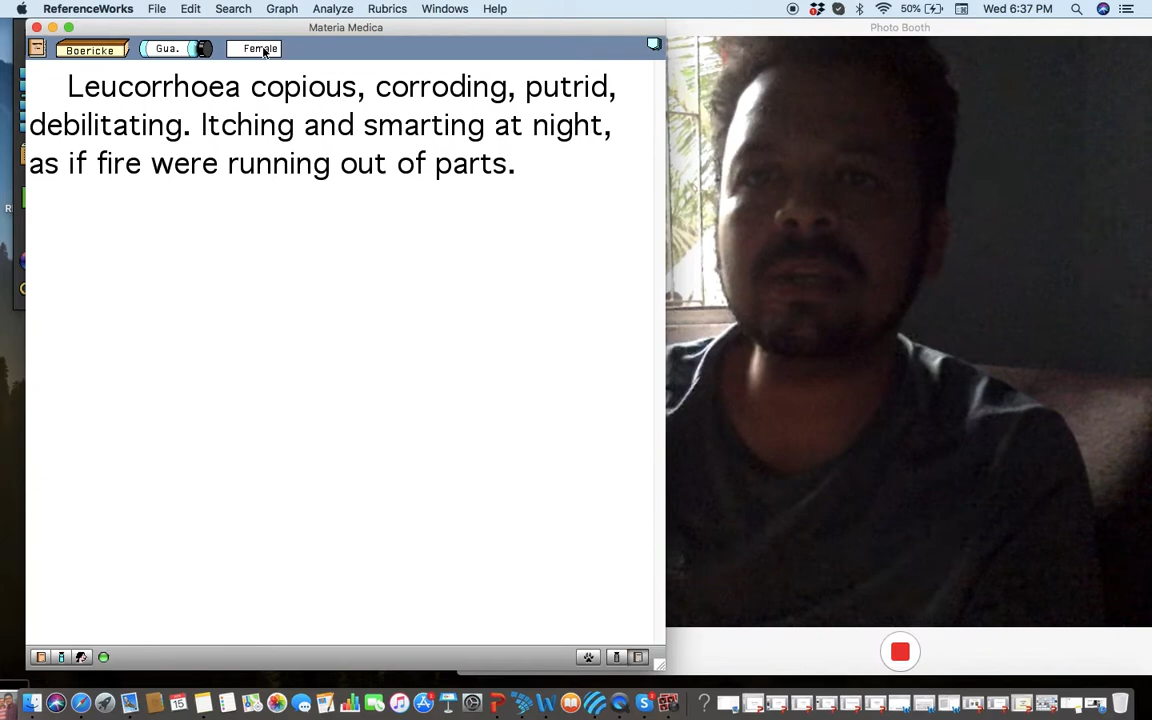 ReferenceWorks File Edit Search Graph Analyze Rubrics Windows Help 50% Wed 6:37 PM
Materia Medica
Photo Booth
Boericke Gua. Female
Leucorrhoea copious, corroding, putrid,
debilitating. Itching and smarting at night,
as if fire were running out of parts.